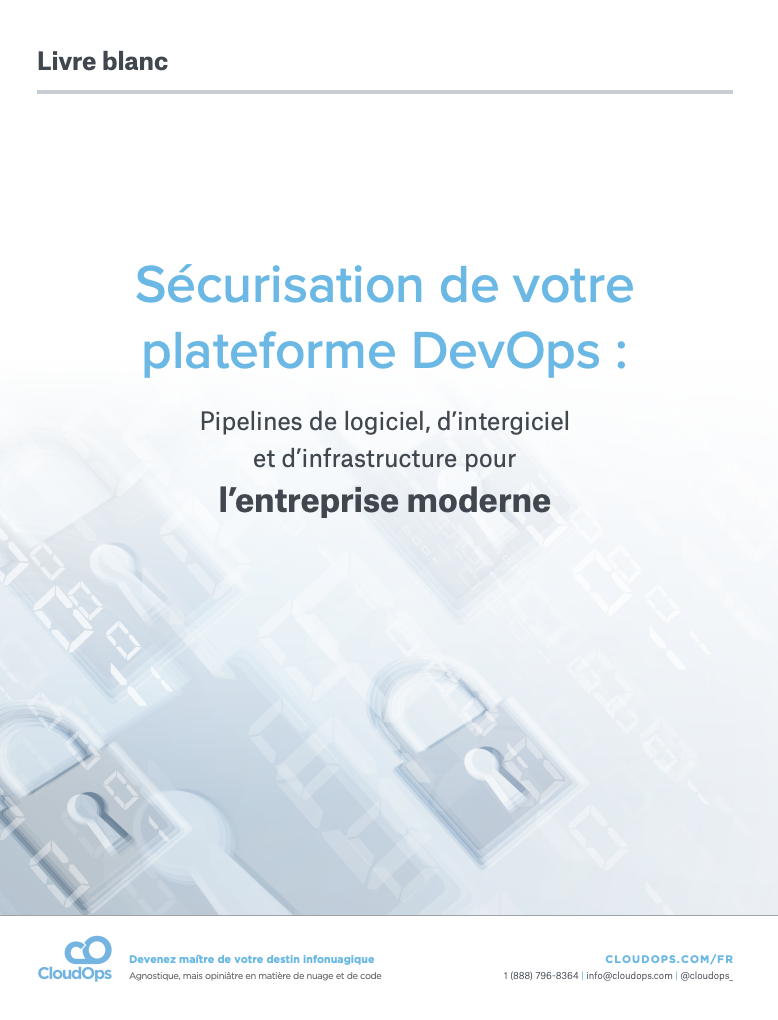 Livre blanc
Sécurisation de votre
plateforme DevOps :
Pipelines de logiciel, d’intergiciel
et d’infrastructure pour
l’entreprise moderne
CloudOps
Devenez maître de votre destin infonuagique
Agnostique, mais opiniâtre en matière de nuage et de code
CLOUDOPS.COM/FR
1 (888) 796-8364 | info@cloudops.com | @cloudops_